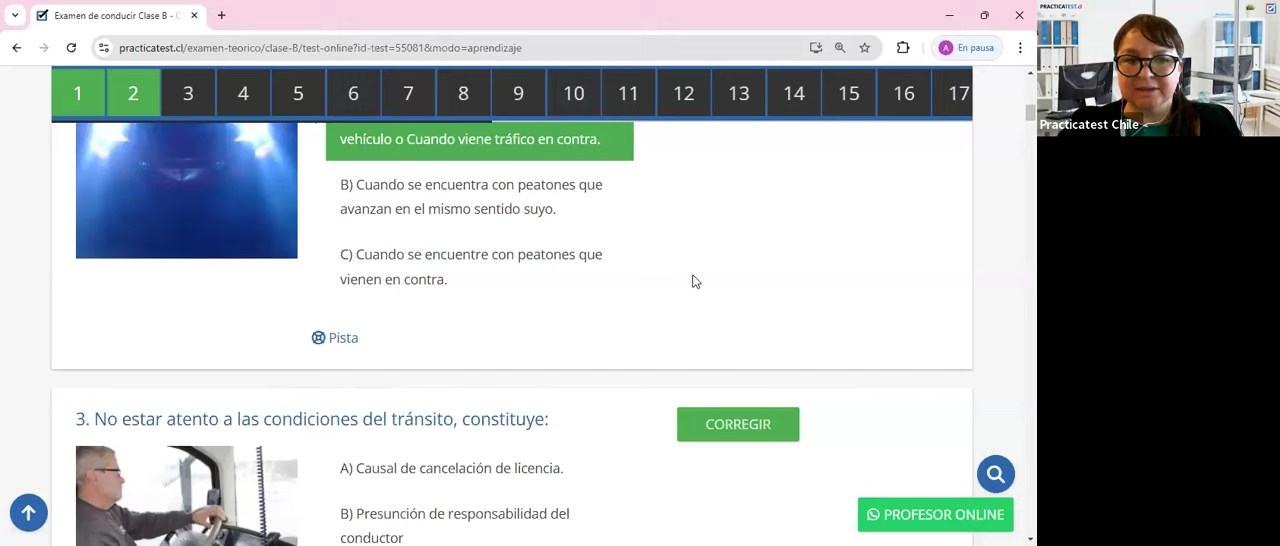 Examen de conducir Clase B - C
practicatest.cl/examen-teorico/clase-B/test-online?id-test=55081&modo=aprendizaje
A
En pausa
PRACTICATEST.CL
1 2 3 4 5 6 7 8 9 10 11 12 13 14 15 16 17
Practicatest Chile
vehículo o Cuando viene tráfico en contra.
B) Cuando se encuentra con peatones que
avanzan en el mismo sentido suyo.
C) Cuando se encuentre con peatones que
vienen en contra.
Pista
3. No estar atento a las condiciones del tránsito, constituye:
CORREGIR
A) Causal de cancelación de licencia.
B) Presunción de responsabilidad del
conductor
PROFESOR ONLINE